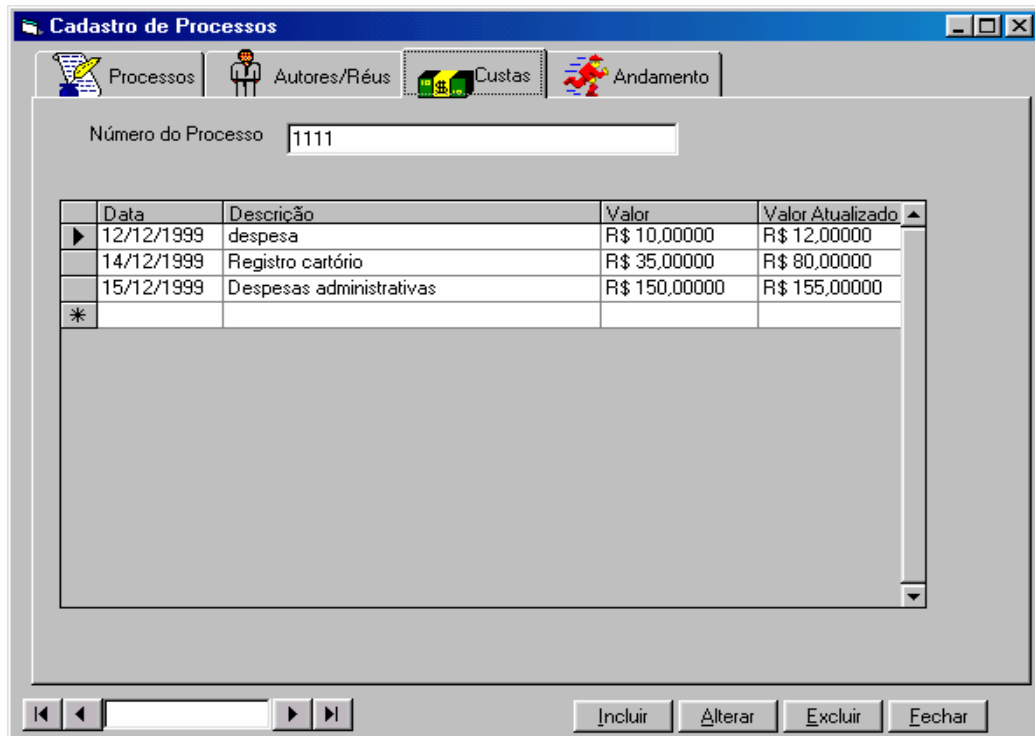 Cadastro de Processos
Processos Autores/Réus Custas Andamento
Número do Processo 1111
Data Descrição Valor Valor Atualizado
12/12/1999 despesa R$ 10,00000 R$ 12,00000
14/12/1999 Registro cartório R$ 35,00000 R$ 80,00000
15/12/1999 Despesas administrativas R$ 150,00000 R$ 155,00000
Incluir Alterar Excluir Fechar